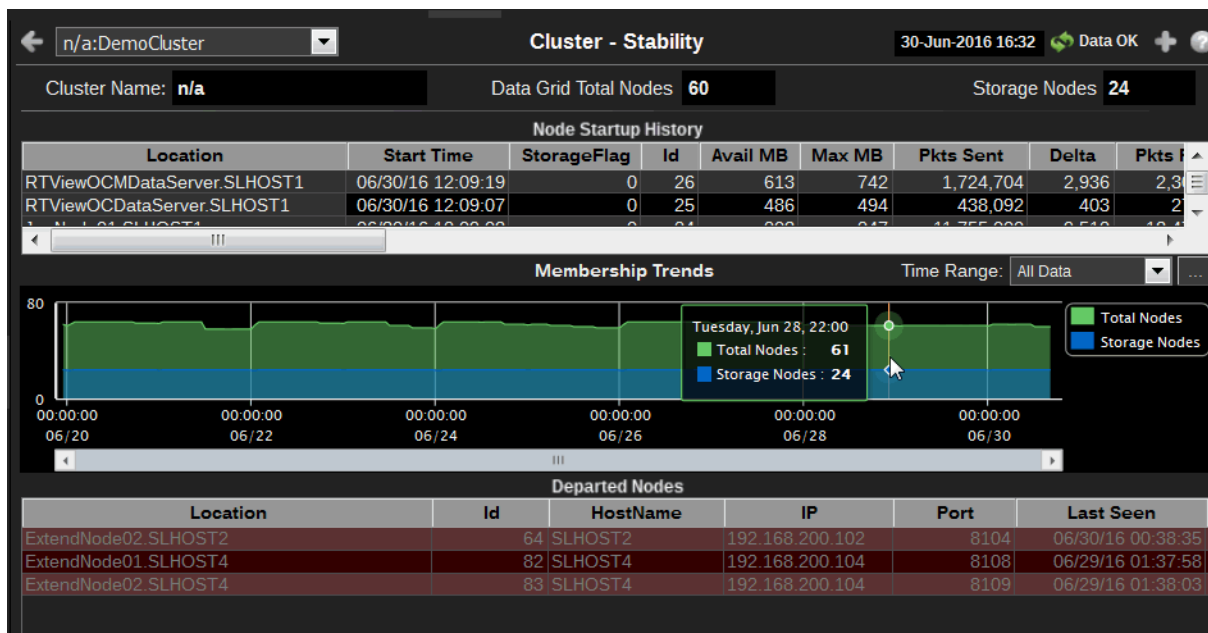 n/a:DemoCluster Cluster - Stability 30-Jun-2016 16:32 Data OK
Cluster Name: n/a Data Grid Total Nodes 60 Storage Nodes 24
Node Startup History
Location Start Time StorageFlag Id Avail MB Max MB Pkts Sent Delta Pkts
RTViewOCMDataServer.SLHOST1 06/30/16 12:09:19 0 26 613 742 1,724,704 2,936
RTViewOCDataServer.SLHOST1 06/30/16 12:09:07 0 25 486 494 438,092 403
Membership Trends Time Range: All Data ...
80
Tuesday, Jun 28, 22:00
Total Nodes : 61
Storage Nodes : 24
Total Nodes
Storage Nodes
0
00:00:00 00:00:00 00:00:00 00:00:00 00:00:00 00:00:00
06/20 06/22 06/24 06/26 06/28 06/30
Departed Nodes
Location Id HostName IP Port Last Seen
ExtendNode02.SLHOST2 64 SLHOST2 192.168.200.102 8104 06/30/16 00:38:35
ExtendNode01.SLHOST4 82 SLHOST4 192.168.200.104 8108 06/29/16 01:37:58
ExtendNode02.SLHOST4 83 SLHOST4 192.168.200.104 8109 06/29/16 01:38:03